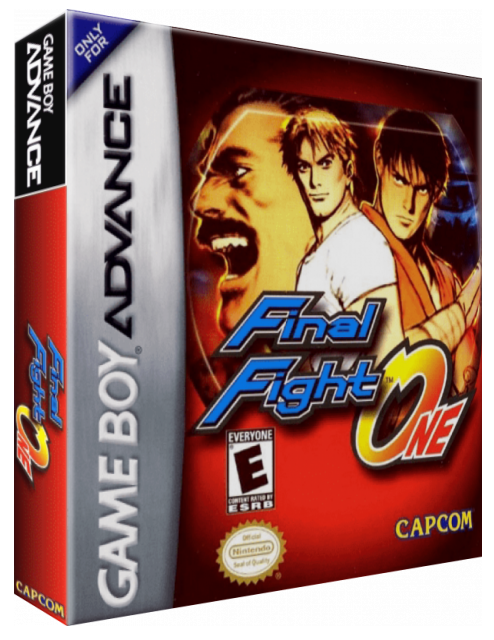 GAME BOY
ADVANCE
Final
Fight
ONE
CAPCOM
ONLY
FOR
GAME BOY ADVANCE
Final
Fight™
ONE
EVERYONE
E
CONTENT RATED BY
ESRB
Official
Nintendo
Seal of Quality
CAPCOM